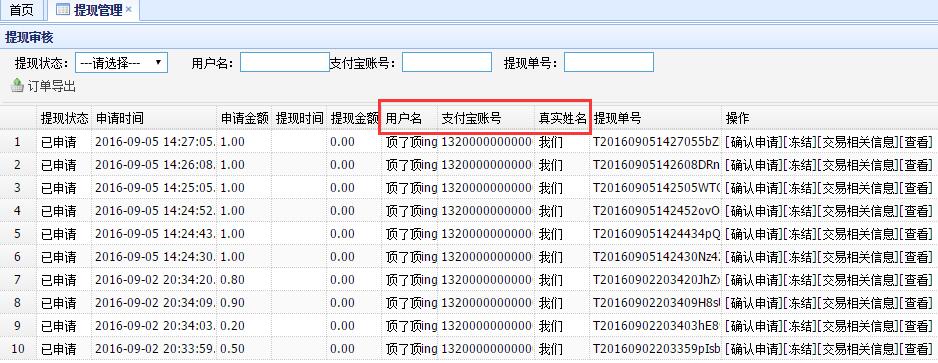 首页 提现管理 ×
提现审核
提现状态： ---请选择--- 用户名： 支付宝账号： 提现单号：
订单导出
提现状态 申请时间 申请金额 提现时间 提现金额 用户名 支付宝账号 真实姓名 提现单号 操作
1 已申请 2016-09-05 14:27:05. 1.00 0.00 顶了顶ing 1320000000000 我们 T201609051427055bZ [确认申请][冻结][交易相关信息][查看]
2 已申请 2016-09-05 14:26:08. 1.00 0.00 顶了顶ing 1320000000000 我们 T20160905142608DRn [确认申请][冻结][交易相关信息][查看]
3 已申请 2016-09-05 14:25:05. 1.00 0.00 顶了顶ing 1320000000000 我们 T20160905142505WTC [确认申请][冻结][交易相关信息][查看]
4 已申请 2016-09-05 14:24:52. 1.00 0.00 顶了顶ing 1320000000000 我们 T20160905142452ovO [确认申请][冻结][交易相关信息][查看]
5 已申请 2016-09-05 14:24:43. 1.00 0.00 顶了顶ing 1320000000000 我们 T201609051424434pQ [确认申请][冻结][交易相关信息][查看]
6 已申请 2016-09-05 14:24:30. 1.00 0.00 顶了顶ing 1320000000000 我们 T20160905142430Nz4 [确认申请][冻结][交易相关信息][查看]
7 已申请 2016-09-02 20:34:20. 0.80 0.00 顶了顶ing 1320000000000 我们 T20160902203420JhZ [确认申请][冻结][交易相关信息][查看]
8 已申请 2016-09-02 20:34:09. 0.90 0.00 顶了顶ing 1320000000000 我们 T20160902203409H8s [确认申请][冻结][交易相关信息][查看]
9 已申请 2016-09-02 20:34:03. 0.20 0.00 顶了顶ing 1320000000000 我们 T20160902203403hE8 [确认申请][冻结][交易相关信息][查看]
10 已申请 2016-09-02 20:33:59. 0.50 0.00 顶了顶ing 1320000000000 我们 T20160902203359pIsb [确认申请][冻结][交易相关信息][查看]